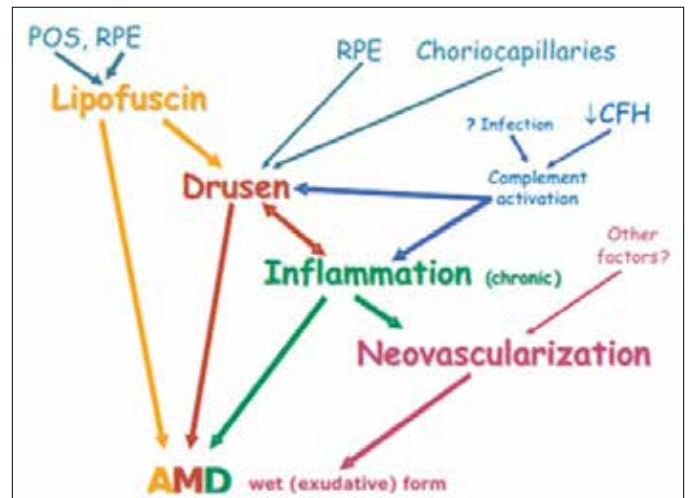 POS, RPE
RPE
Choriocapillaries
Lipofuscin
? Infection
↓CFH
Drusen
Complement
activation
Other
factors?
Inflammation (chronic)
Neovascularization
AMD wet (exudative) form